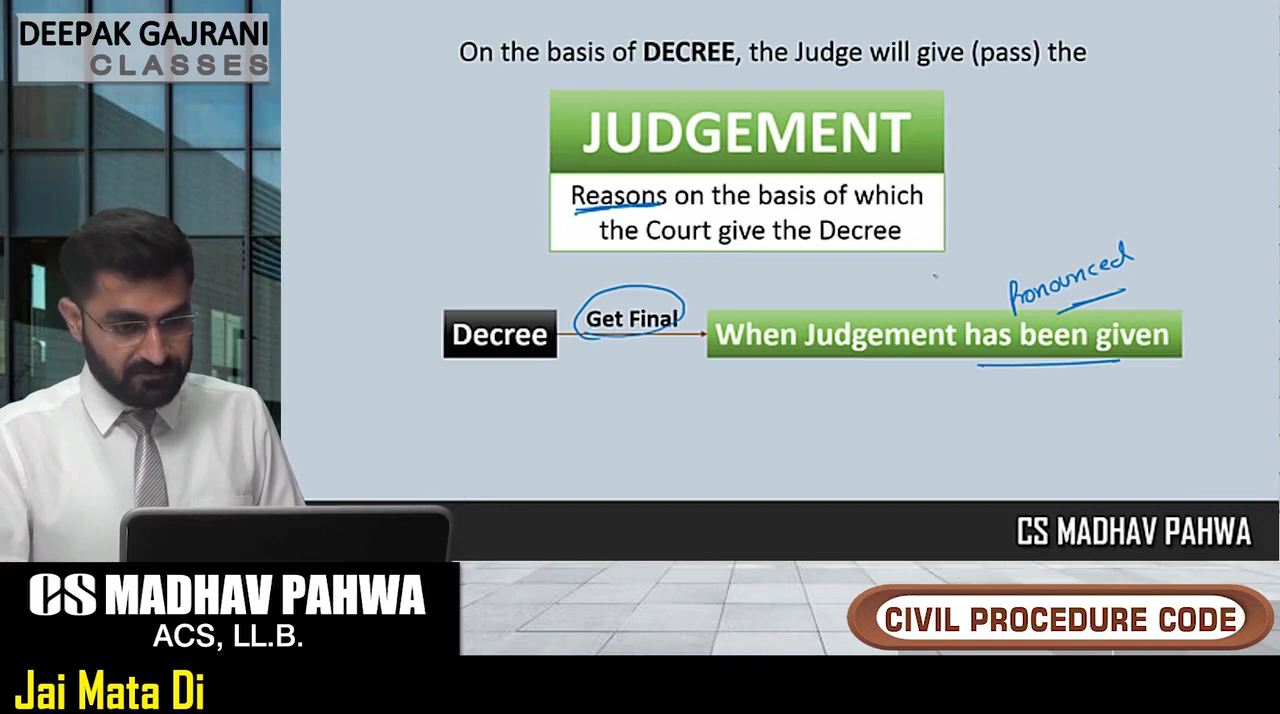 DEEPAK GAJRANI
CLASSES
On the basis of DECREE, the Judge will give (pass) the
JUDGEMENT
Reasons on the basis of which
the Court give the Decree
Pronounced
Decree
Get Final
When Judgement has been given
CS MADHAV PAHWA
CS MADHAV PAHWA
ACS, LL.B.
CIVIL PROCEDURE CODE
Jai Mata Di